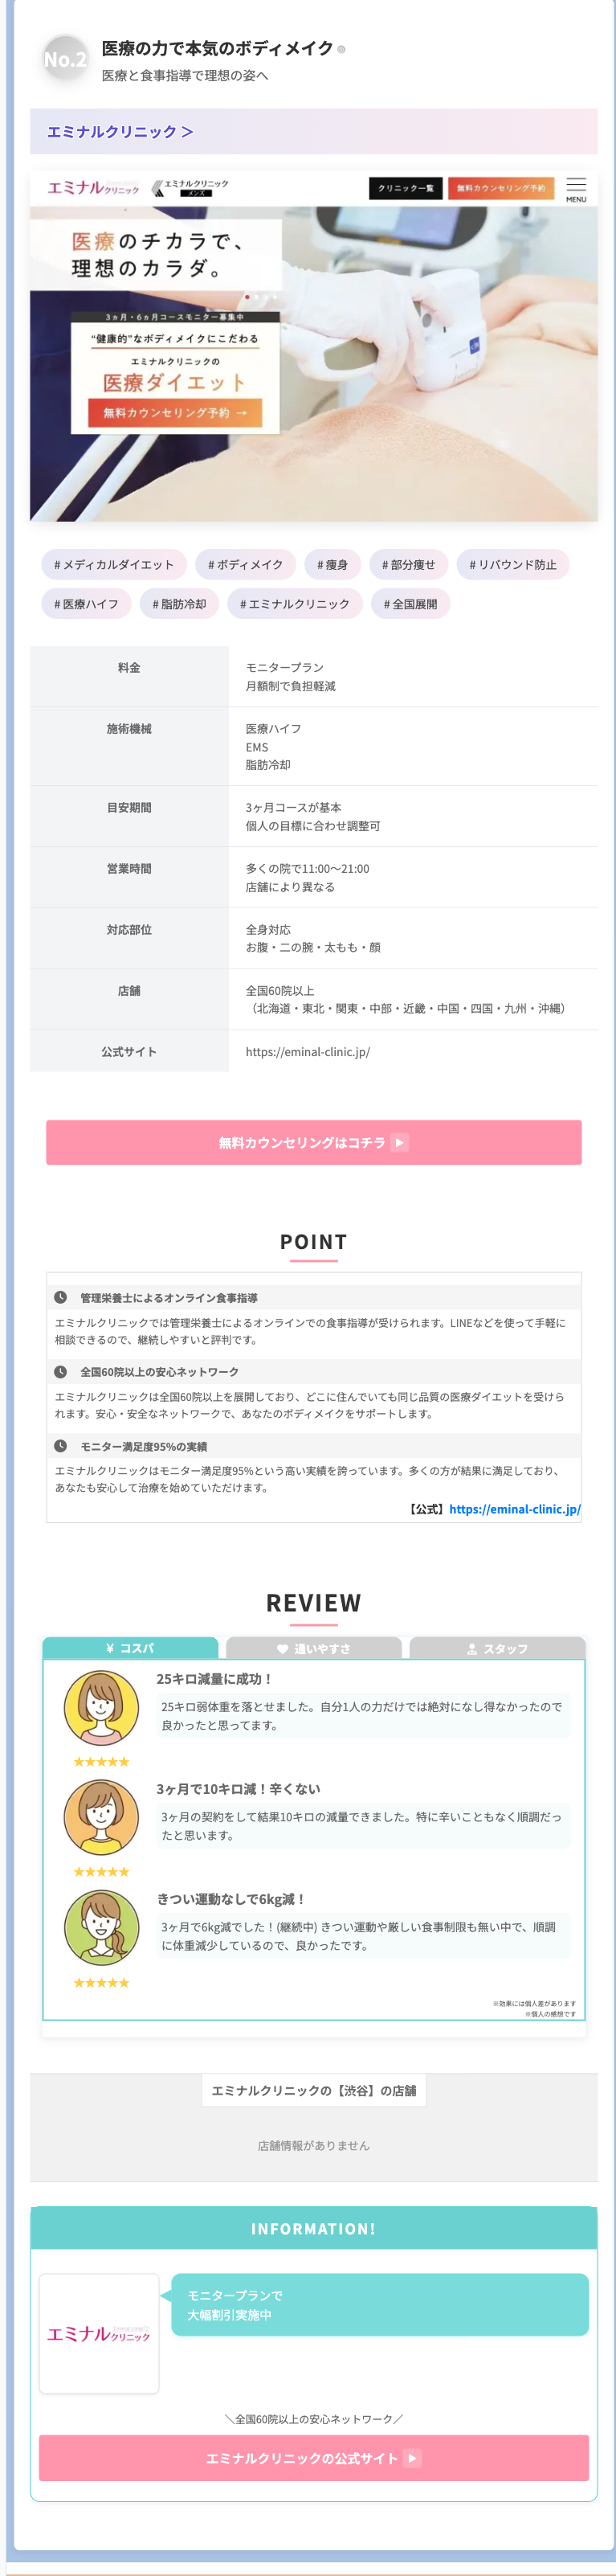 No.2
医療の力で本気のボディメイク
医療と食事指導で理想の姿へ
エミナルクリニック ＞
エミナルクリニック
エミナルクリニック
メンズ
クリニック一覧
無料カウンセリング予約
MENU
医療のチカラで、
理想のカラダ。
3ヵ月・6ヵ月コースモニター募集中
“健康的”なボディメイクにこだわる
エミナルクリニックの
医療ダイエット
無料カウンセリング予約 →
# メディカルダイエット
# ボディメイク
# 痩身
# 部分痩せ
# リバウンド防止
# 医療ハイフ
# 脂肪冷却
# エミナルクリニック
# 全国展開
料金
モニタープラン
月額制で負担軽減
施術機械
医療ハイフ
EMS
脂肪冷却
目安期間
3ヶ月コースが基本
個人の目標に合わせ調整可
営業時間
多くの院で11:00〜21:00
店舗により異なる
対応部位
全身対応
お腹・二の腕・太もも・顔
店舗
全国60院以上
（北海道・東北・関東・中部・近畿・中国・四国・九州・沖縄）
公式サイト
https://eminal-clinic.jp/
無料カウンセリングはコチラ
POINT
管理栄養士によるオンライン食事指導
エミナルクリニックでは管理栄養士によるオンラインでの食事指導が受けられます。LINEなどを使って手軽に
相談できるので、継続しやすいと評判です。
全国60院以上の安心ネットワーク
エミナルクリニックは全国60院以上を展開しており、どこに住んでいても同じ品質の医療ダイエットを受けら
れます。安心・安全なネットワークで、あなたのボディメイクをサポートします。
モニター満足度95%の実績
エミナルクリニックはモニター満足度95%という高い実績を誇っています。多くの方が結果に満足しており、
あなたも安心して治療を始めていただけます。
【公式】https://eminal-clinic.jp/
REVIEW
¥ コスパ
通いやすさ
スタッフ
25キロ減量に成功！
25キロ弱体重を落とせました。自分1人の力だけでは絶対になし得なかったので
良かったと思ってます。
★★★★★
3ヶ月で10キロ減！辛くない
3ヶ月の契約をして結果10キロの減量できました。特に辛いこともなく順調だっ
たと思います。
★★★★★
きつい運動なしで6kg減！
3ヶ月で6kg減でした！(継続中) きつい運動や厳しい食事制限も無い中で、順調
に体重減少しているので、良かったです。
★★★★★
※効果には個人差があります
※個人の感想です
エミナルクリニックの【渋谷】の店舗
店舗情報がありません
INFORMATION!
エミナルクリニック
モニタープランで
大幅割引実施中
＼全国60院以上の安心ネットワーク／
エミナルクリニックの公式サイト